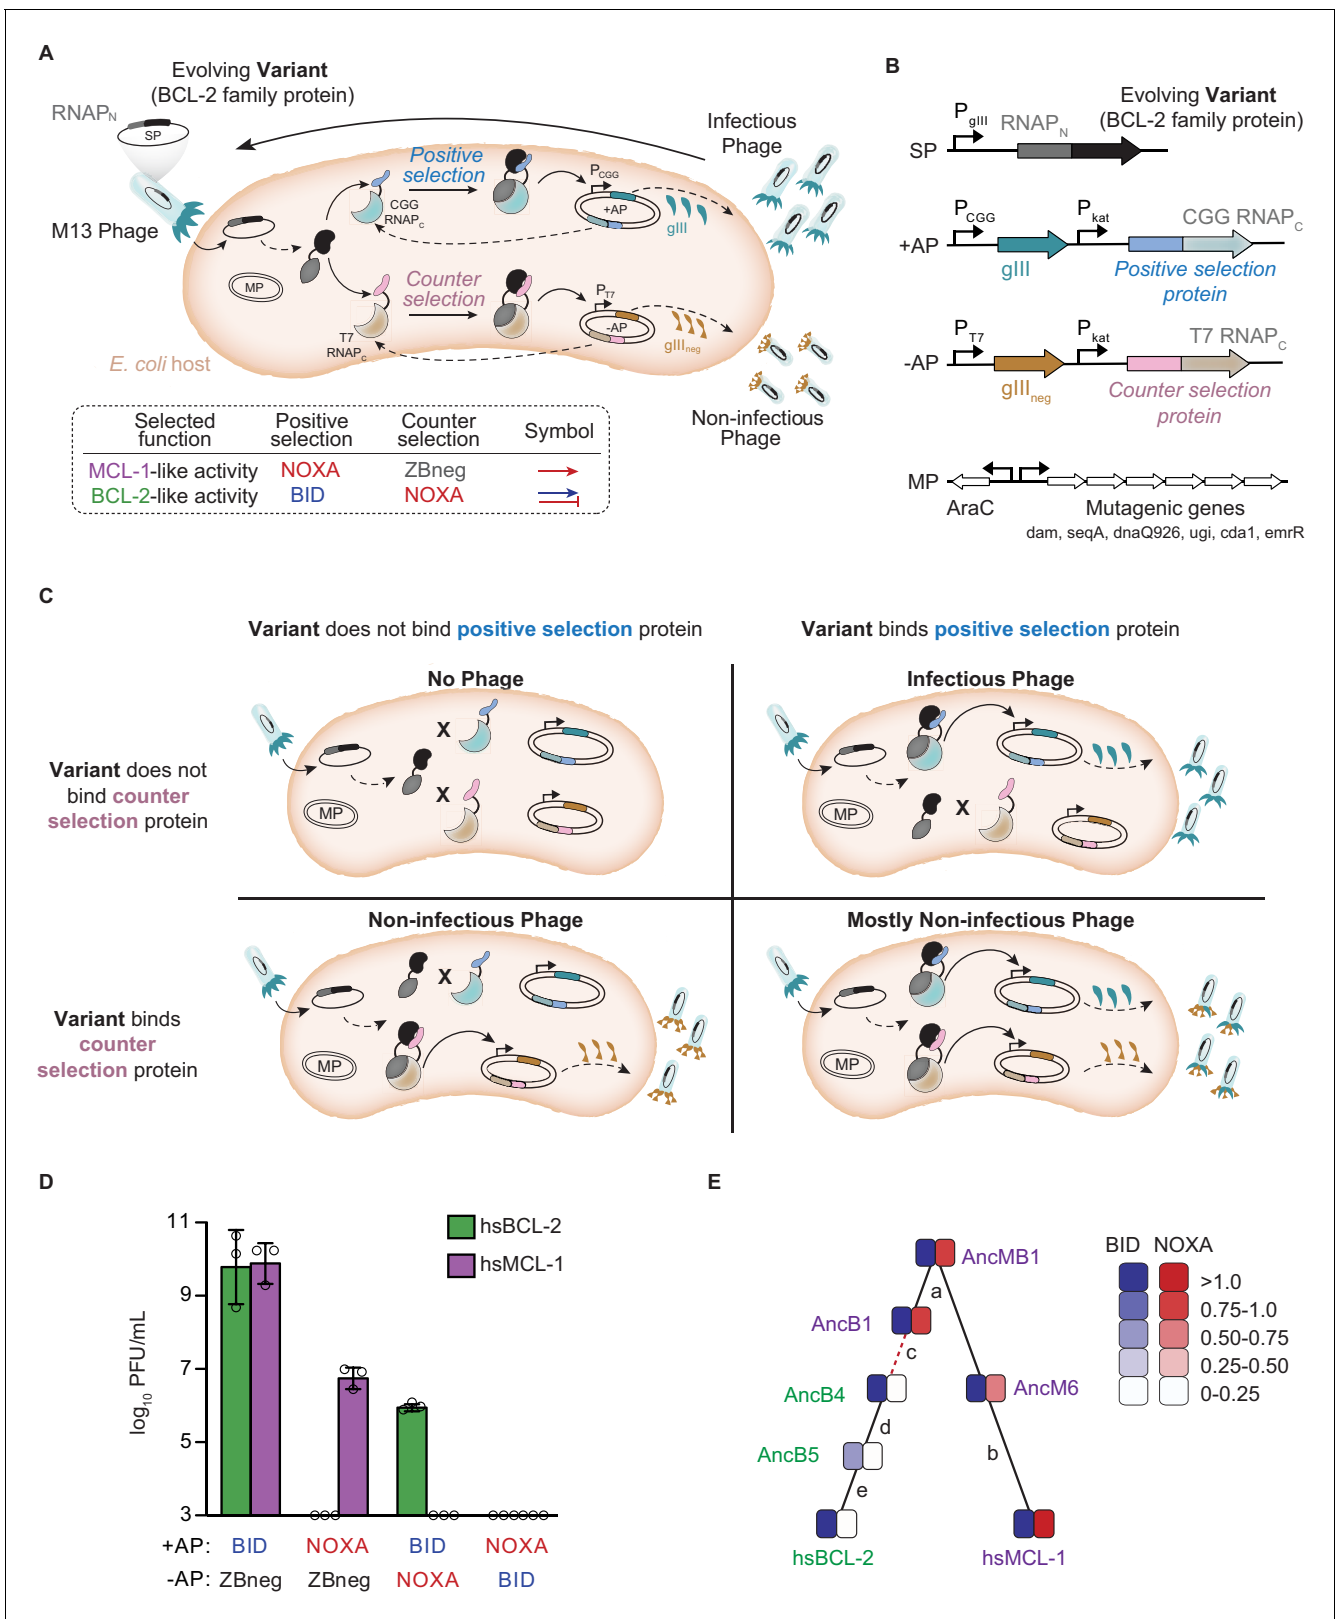 A
Evolving Variant
(BCL-2 family protein)
RNAPN
SP
M13 Phage
MP
Positive
selection
CGG
RNAPC
PCGG
+AP
gIII
Infectious
Phage
Counter
selection
T7
RNAPC
PT7
-AP
gIIIneg
E. coli host
Non-infectious
Phage
Selected
function
Positive
selection
Counter
selection
Symbol
MCL-1-like activity NOXA ZBneg
BCL-2-like activity BID NOXA
B
Evolving Variant
(BCL-2 family protein)
PgIII
RNAPN
SP
PCGG
Pkat
CGG RNAPC
+AP
gIII
Positive selection
protein
PT7
Pkat
T7 RNAPC
-AP
gIIIneg
Counter selection
protein
MP
AraC
Mutagenic genes
dam, seqA, dnaQ926, ugi, cda1, emrR
C
Variant does not bind positive selection protein
Variant binds positive selection protein
Variant does not
bind counter
selection protein
No Phage
X
X
MP
Infectious Phage
X
MP
Variant binds
counter
selection protein
Non-infectious Phage
X
MP
Mostly Non-infectious Phage
MP
D
hsBCL-2
hsMCL-1
log10 PFU/mL
11
9
7
5
3
+AP: BID NOXA BID NOXA
-AP: ZBneg ZBneg NOXA BID
E
AncMB1
a
AncB1
c
AncB4
AncM6
d
AncB5
b
e
hsBCL-2
hsMCL-1
BID NOXA
>1.0
0.75-1.0
0.50-0.75
0.25-0.50
0-0.25